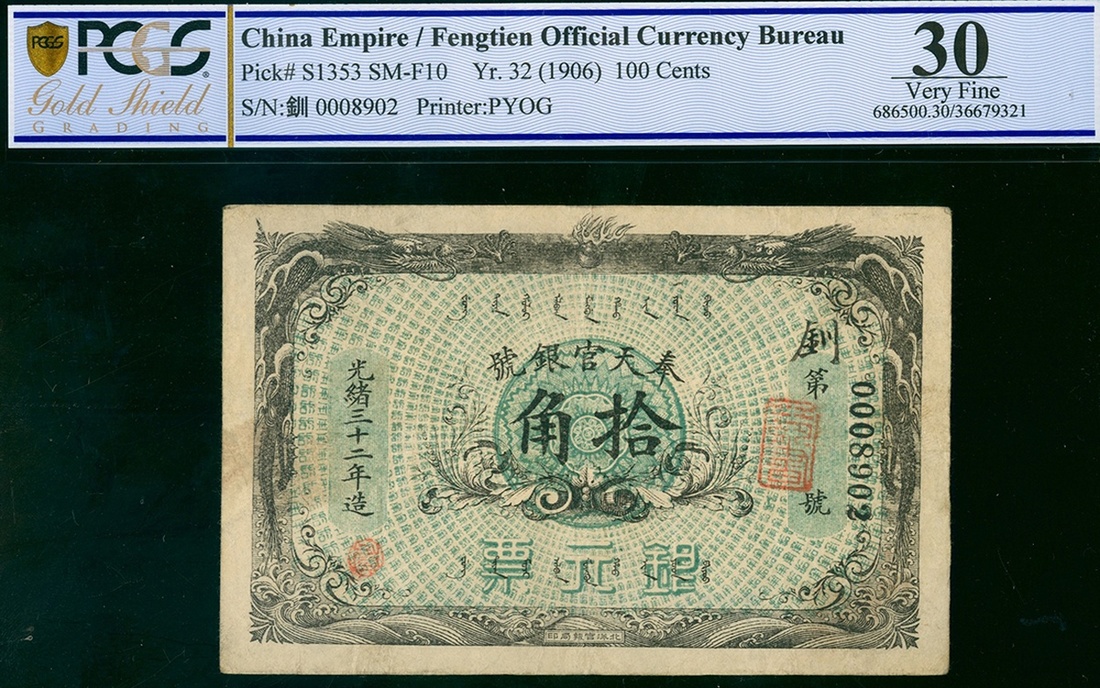 PCGS
PCGS
Gold Shield
GRADING
China Empire / Fengtien Official Currency Bureau
Pick# S1353 SM-F10 Yr. 32 (1906) 100 Cents
S/N:釧 0008902 Printer:PYOG
30
Very Fine
686500.30/36679321
奉天官銀號
拾角
釧
第
0008902
號
光緒三十二年造
銀元票
北洋官報局印